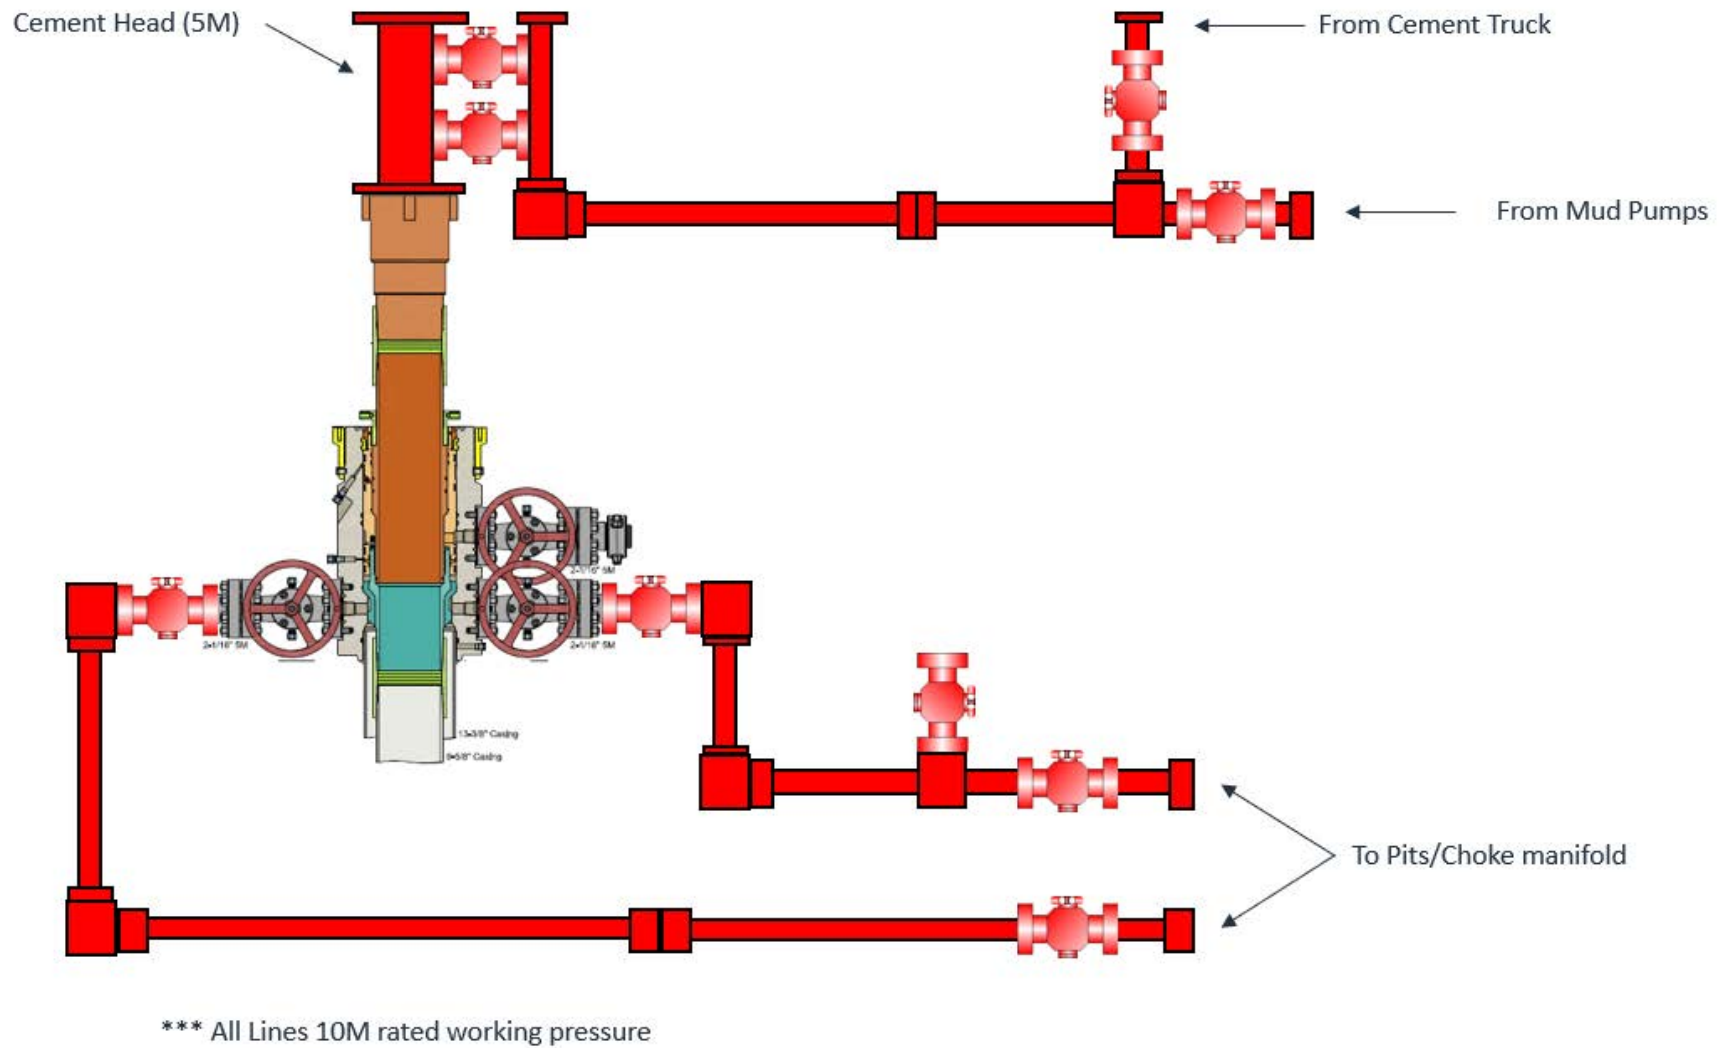 Cement Head (5M)
From Cement Truck
From Mud Pumps
2-1/16" 5M
2-1/16" 5M
2-1/16" 5M
13-3/8" Casing
9-5/8" Casing
To Pits/Choke manifold
*** All Lines 10M rated working pressure